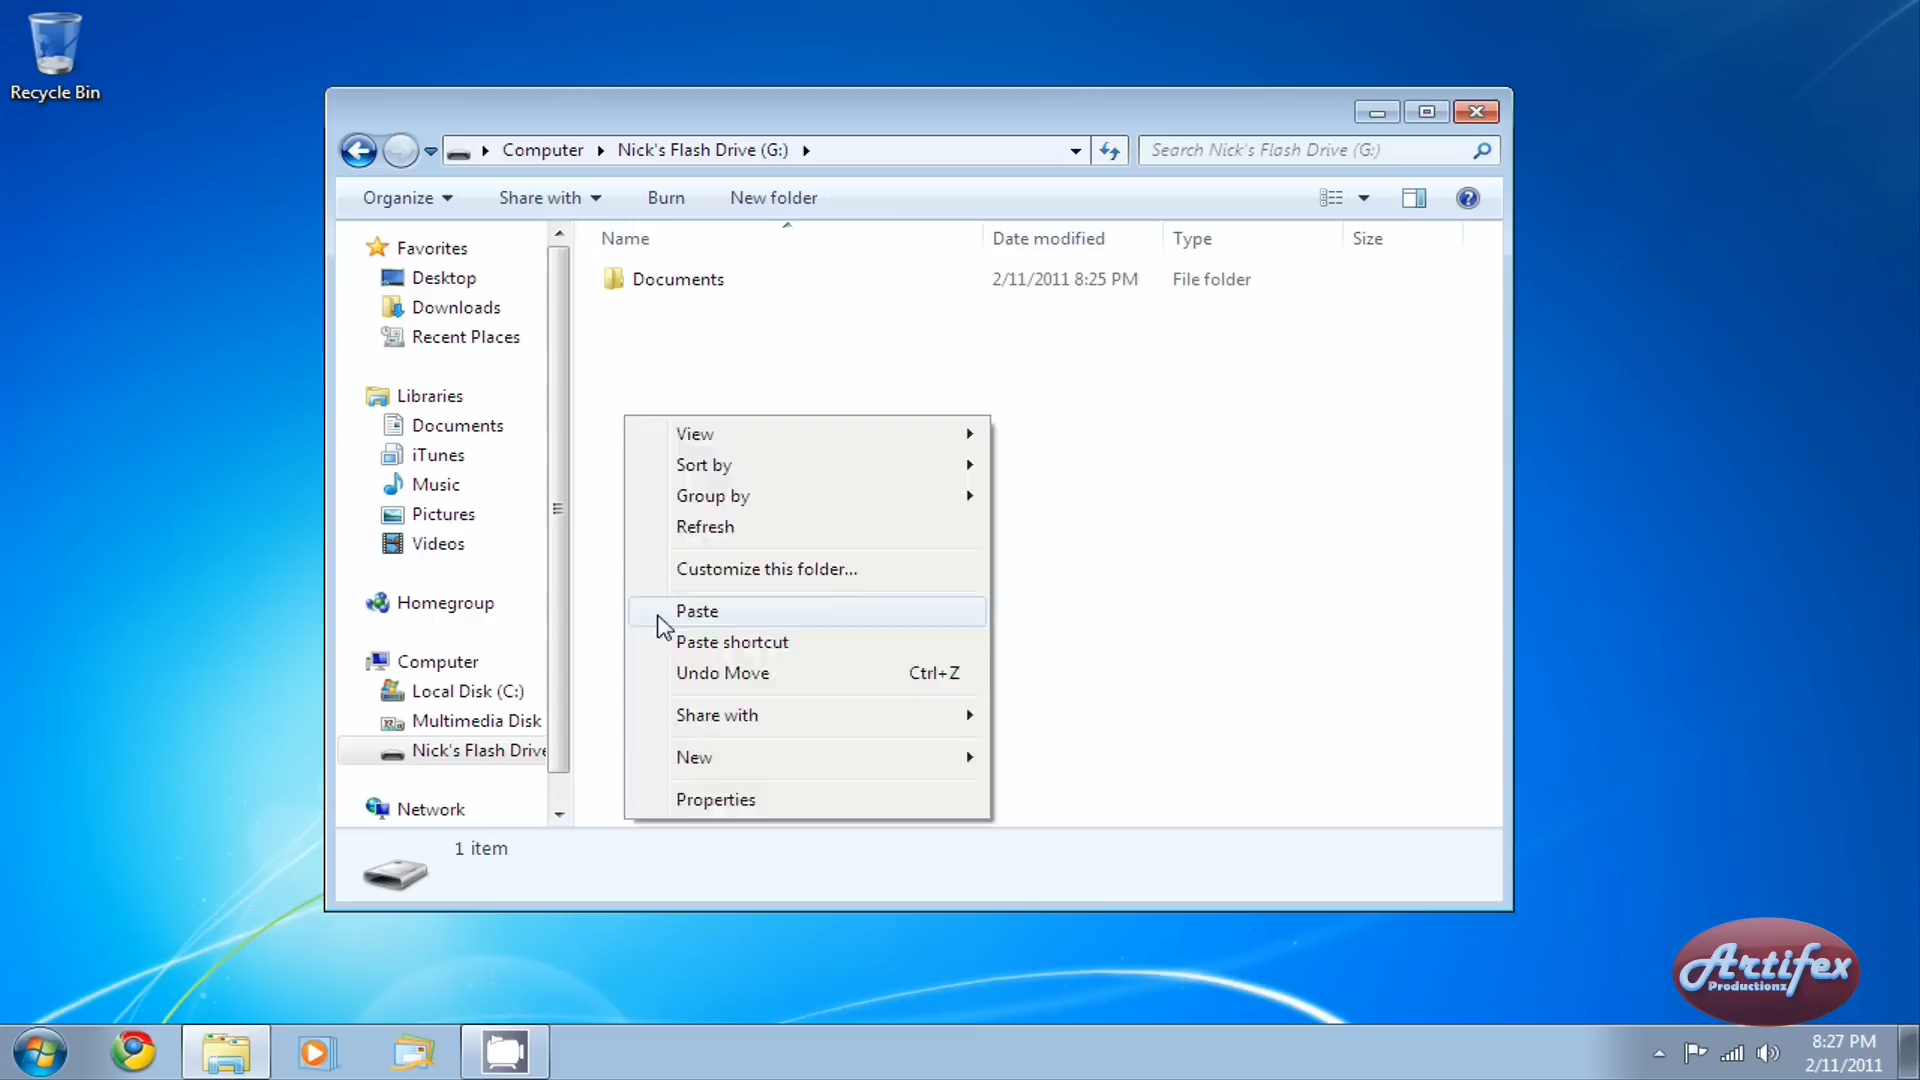 Recycle Bin
Computer Nick's Flash Drive (G:)
Search Nick's Flash Drive (G:)
Organize Share with Burn New folder
Name Date modified Type Size
Documents 2/11/2011 8:25 PM File folder
Favorites
Desktop
Downloads
Recent Places
Libraries
Documents
iTunes
Music
Pictures
Videos
Homegroup
Computer
Local Disk (C:)
Multimedia Disk
Nick's Flash Drive
Network
View
Sort by
Group by
Refresh
Customize this folder...
Paste
Paste shortcut
Undo Move Ctrl+Z
Share with
New
Properties
1 item
Artifex
Productionz
8:27 PM
2/11/2011